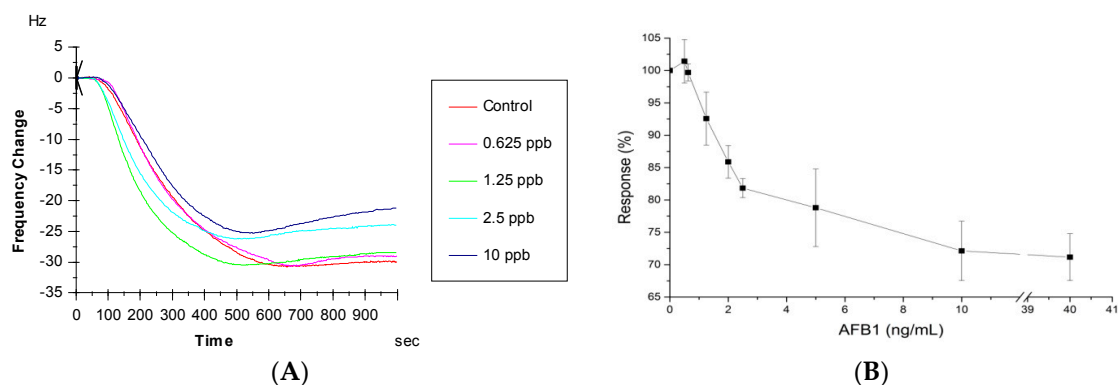 Hz
5
0
-5
-10
-15
-20
-25
-30
-35
Frequency Change
0 100 200 300 400 500 600 700 800 900
Time sec
Control
0.625 ppb
1.25 ppb
2.5 ppb
10 ppb
(A)
105
100
95
90
85
80
75
70
65
Response (%)
0 2 4 6 8 10 39 40 41
AFB1 (ng/mL)
(B)